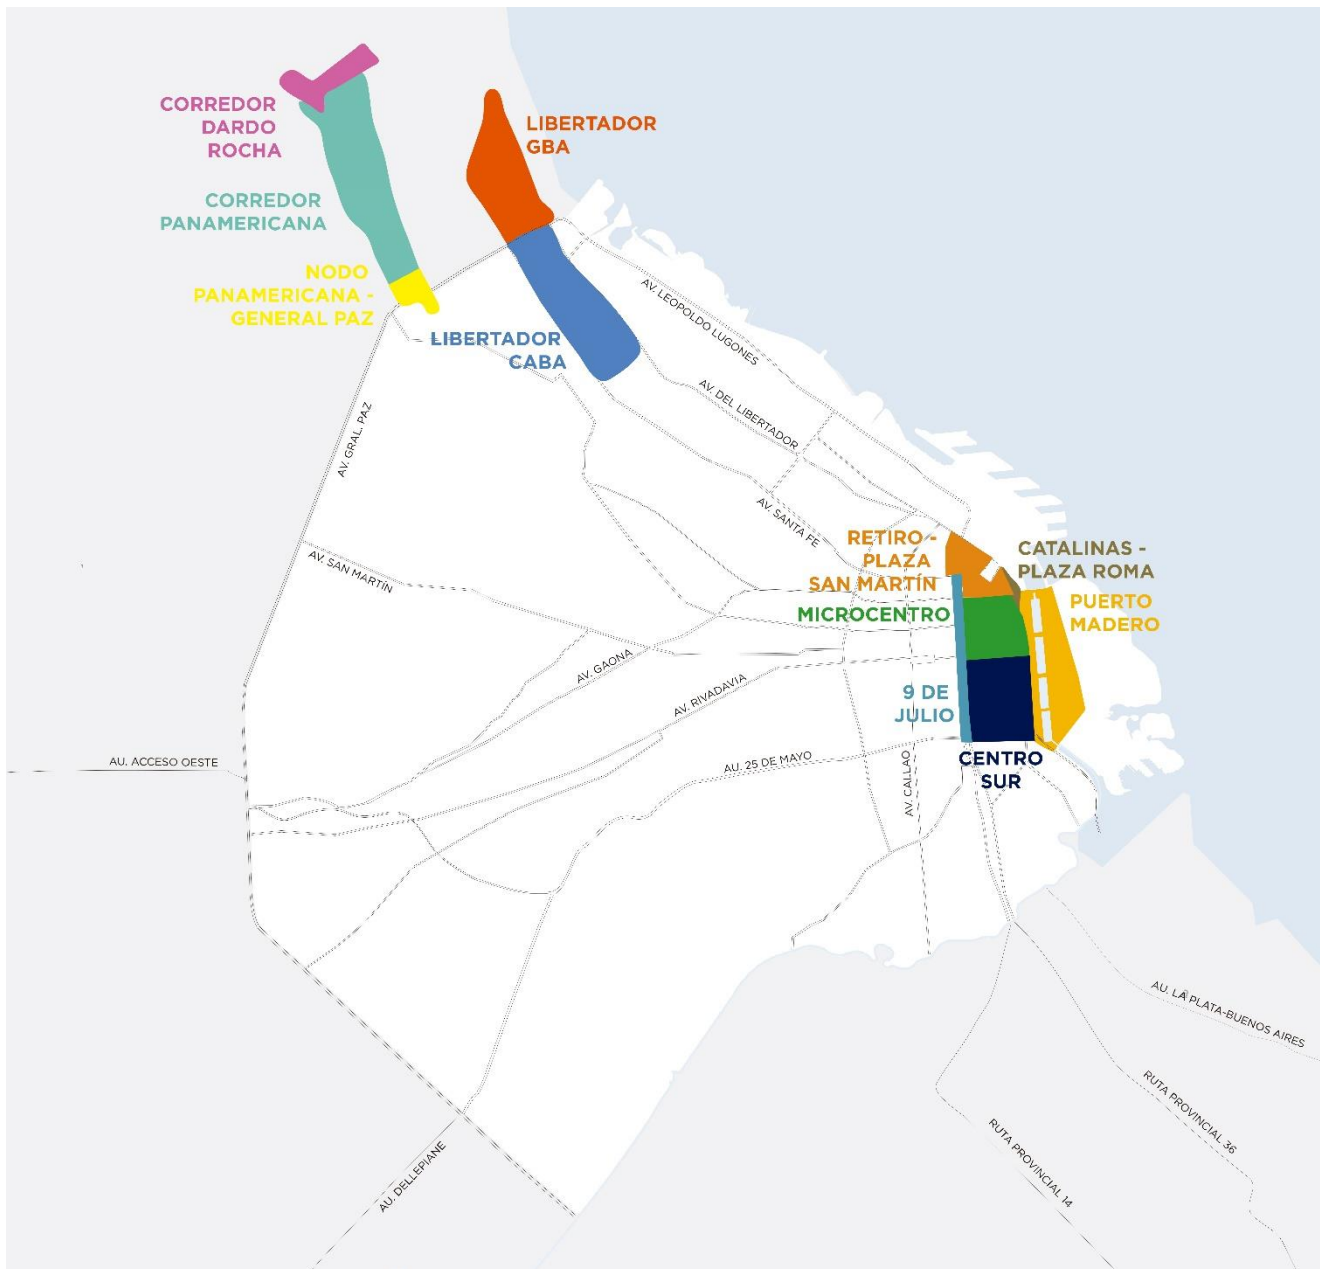 CORREDOR
DARDO
ROCHA
LIBERTADOR
GBA
CORREDOR
PANAMERICANA
NODO
PANAMERICANA -
GENERAL PAZ
LIBERTADOR
CABA
AV. LEOPOLDO LUGONES
AV. DEL LIBERTADOR
AV. GRAL. PAZ
AV. SANTA FE
RETIRO -
PLAZA
SAN MARTÍN
CATALINAS -
PLAZA ROMA
AV. SAN MARTÍN
MICROCENTRO
PUERTO
MADERO
AV. GAONA
AV. RIVADAVIA
9 DE
JULIO
AU. ACCESO OESTE
AU. 25 DE MAYO
AV. CALLAO
CENTRO
SUR
AU. LA PLATA-BUENOS AIRES
RUTA PROVINCIAL 36
RUTA PROVINCIAL 14
AU. DELLEPIANE